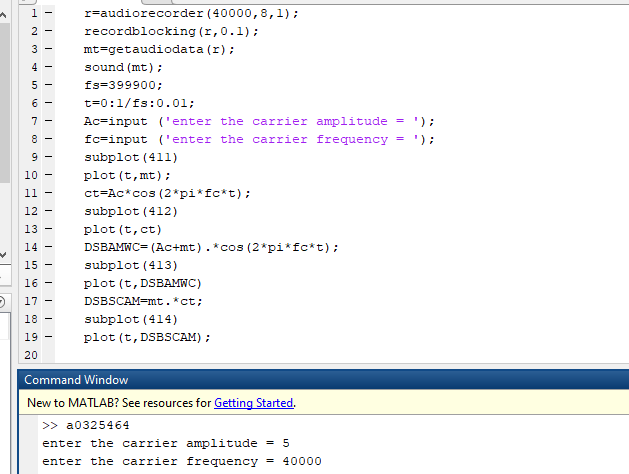 1 - r=audiorecorder(40000,8,1);
2 - recordblocking(r,0.1);
3 - mt=getaudiodata(r);
4 - sound(mt);
5 - fs=399900;
6 - t=0:1/fs:0.01;
7 - Ac=input ('enter the carrier amplitude = ');
8 - fc=input ('enter the carrier frequency = ');
9 - subplot(411)
10 - plot(t,mt);
11 - ct=Ac*cos(2*pi*fc*t);
12 - subplot(412)
13 - plot(t,ct)
14 - DSBAMWC=(Ac+mt).*cos(2*pi*fc*t);
15 - subplot(413)
16 - plot(t,DSBAMWC)
17 - DSBSCAM=mt.*ct;
18 - subplot(414)
19 - plot(t,DSBSCAM);
20
Command Window
New to MATLAB? See resources for Getting Started.
>> a0325464
enter the carrier amplitude = 5
enter the carrier frequency = 40000